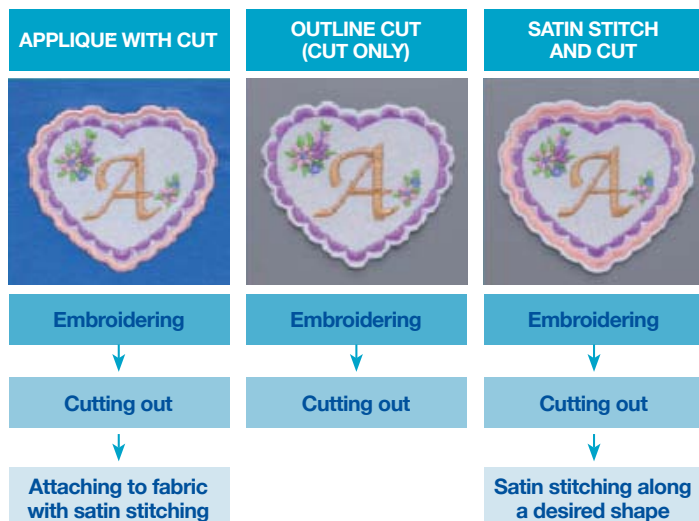 APPLIQUE WITH CUT
OUTLINE CUT
(CUT ONLY)
SATIN STITCH
AND CUT
A
A
A
Embroidering
Embroidering
Embroidering
Cutting out
Cutting out
Cutting out
Attaching to fabric
with satin stitching
Satin stitching along
a desired shape